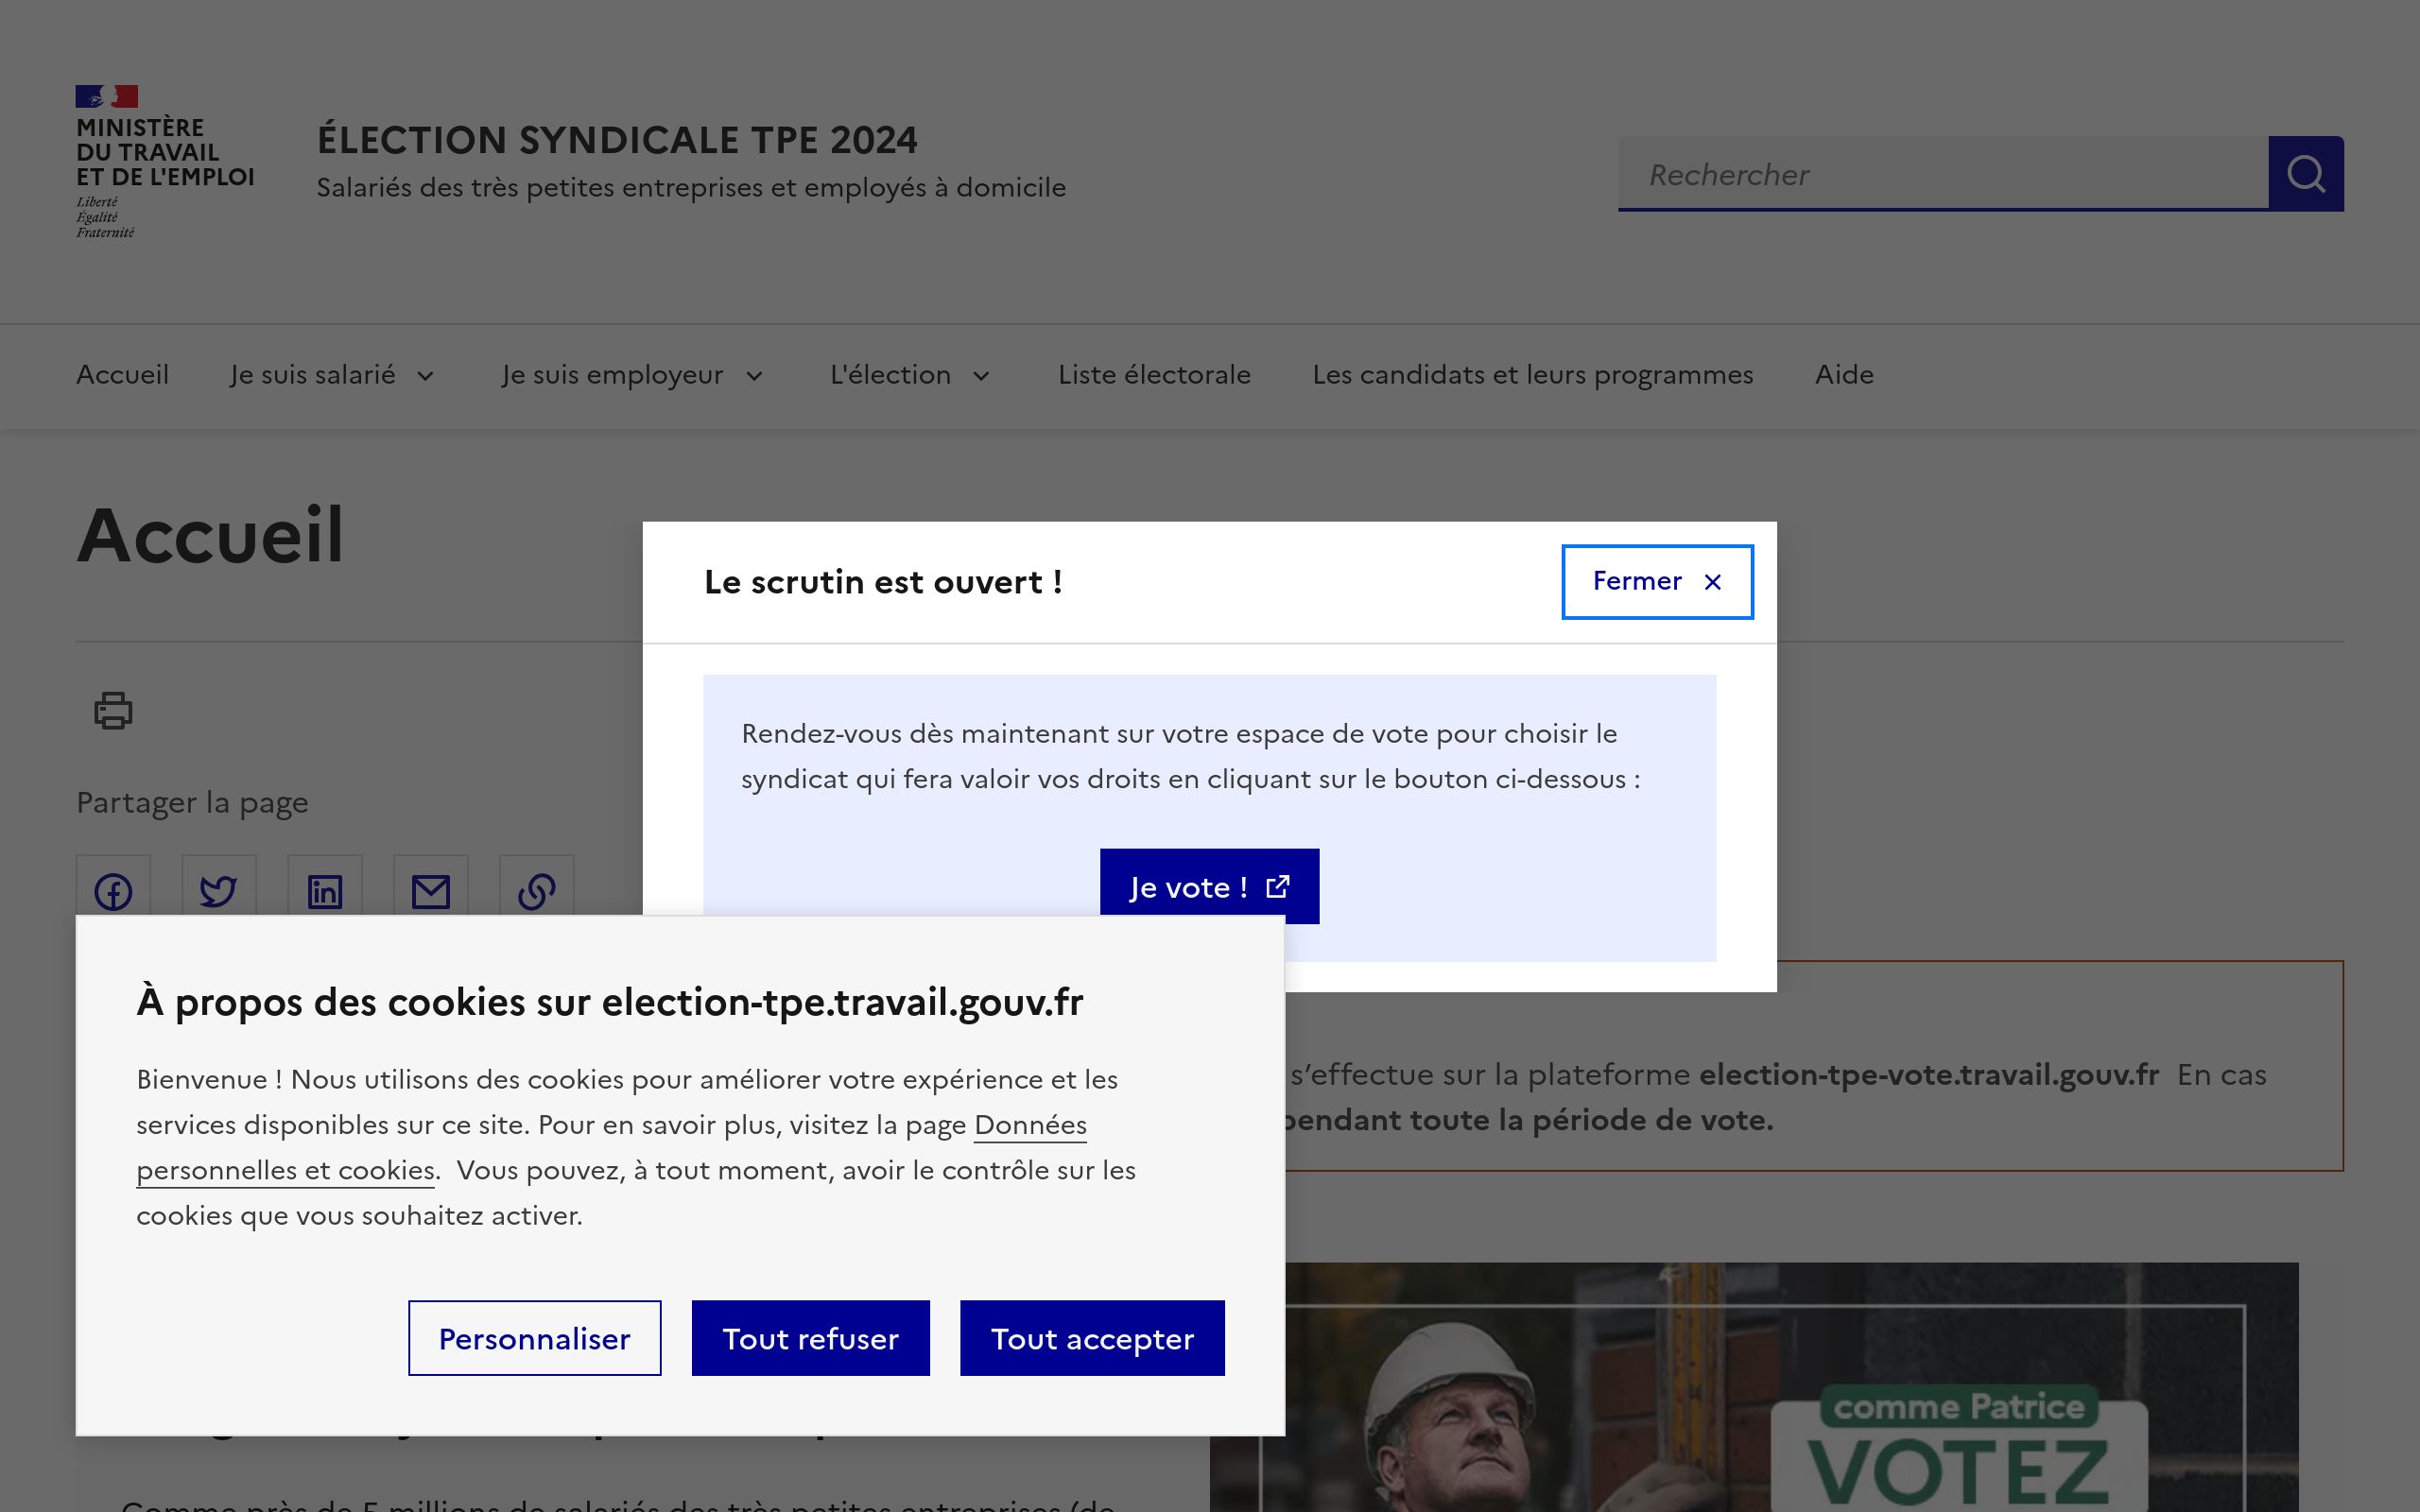 MINISTÈRE
DU TRAVAIL
ET DE L'EMPLOI
Liberté
Égalité
Fraternité
ÉLECTION SYNDICALE TPE 2024
Salariés des très petites entreprises et employés à domicile
Rechercher
Accueil
Je suis salarié
Je suis employeur
L'élection
Liste électorale
Les candidats et leurs programmes
Aide
Accueil
Partager la page
Le scrutin est ouvert !
Fermer
Rendez-vous dès maintenant sur votre espace de vote pour choisir le
syndicat qui fera valoir vos droits en cliquant sur le bouton ci-dessous :
Je vote !
s’effectue sur la plateforme election-tpe-vote.travail.gouv.fr En cas
pendant toute la période de vote.
À propos des cookies sur election-tpe.travail.gouv.fr
Bienvenue ! Nous utilisons des cookies pour améliorer votre expérience et les
services disponibles sur ce site. Pour en savoir plus, visitez la page Données
personnelles et cookies. Vous pouvez, à tout moment, avoir le contrôle sur les
cookies que vous souhaitez activer.
Personnaliser
Tout refuser
Tout accepter
comme Patrice
VOTEZ
Comme près de 5 millions de salariés des très petites entreprises (de